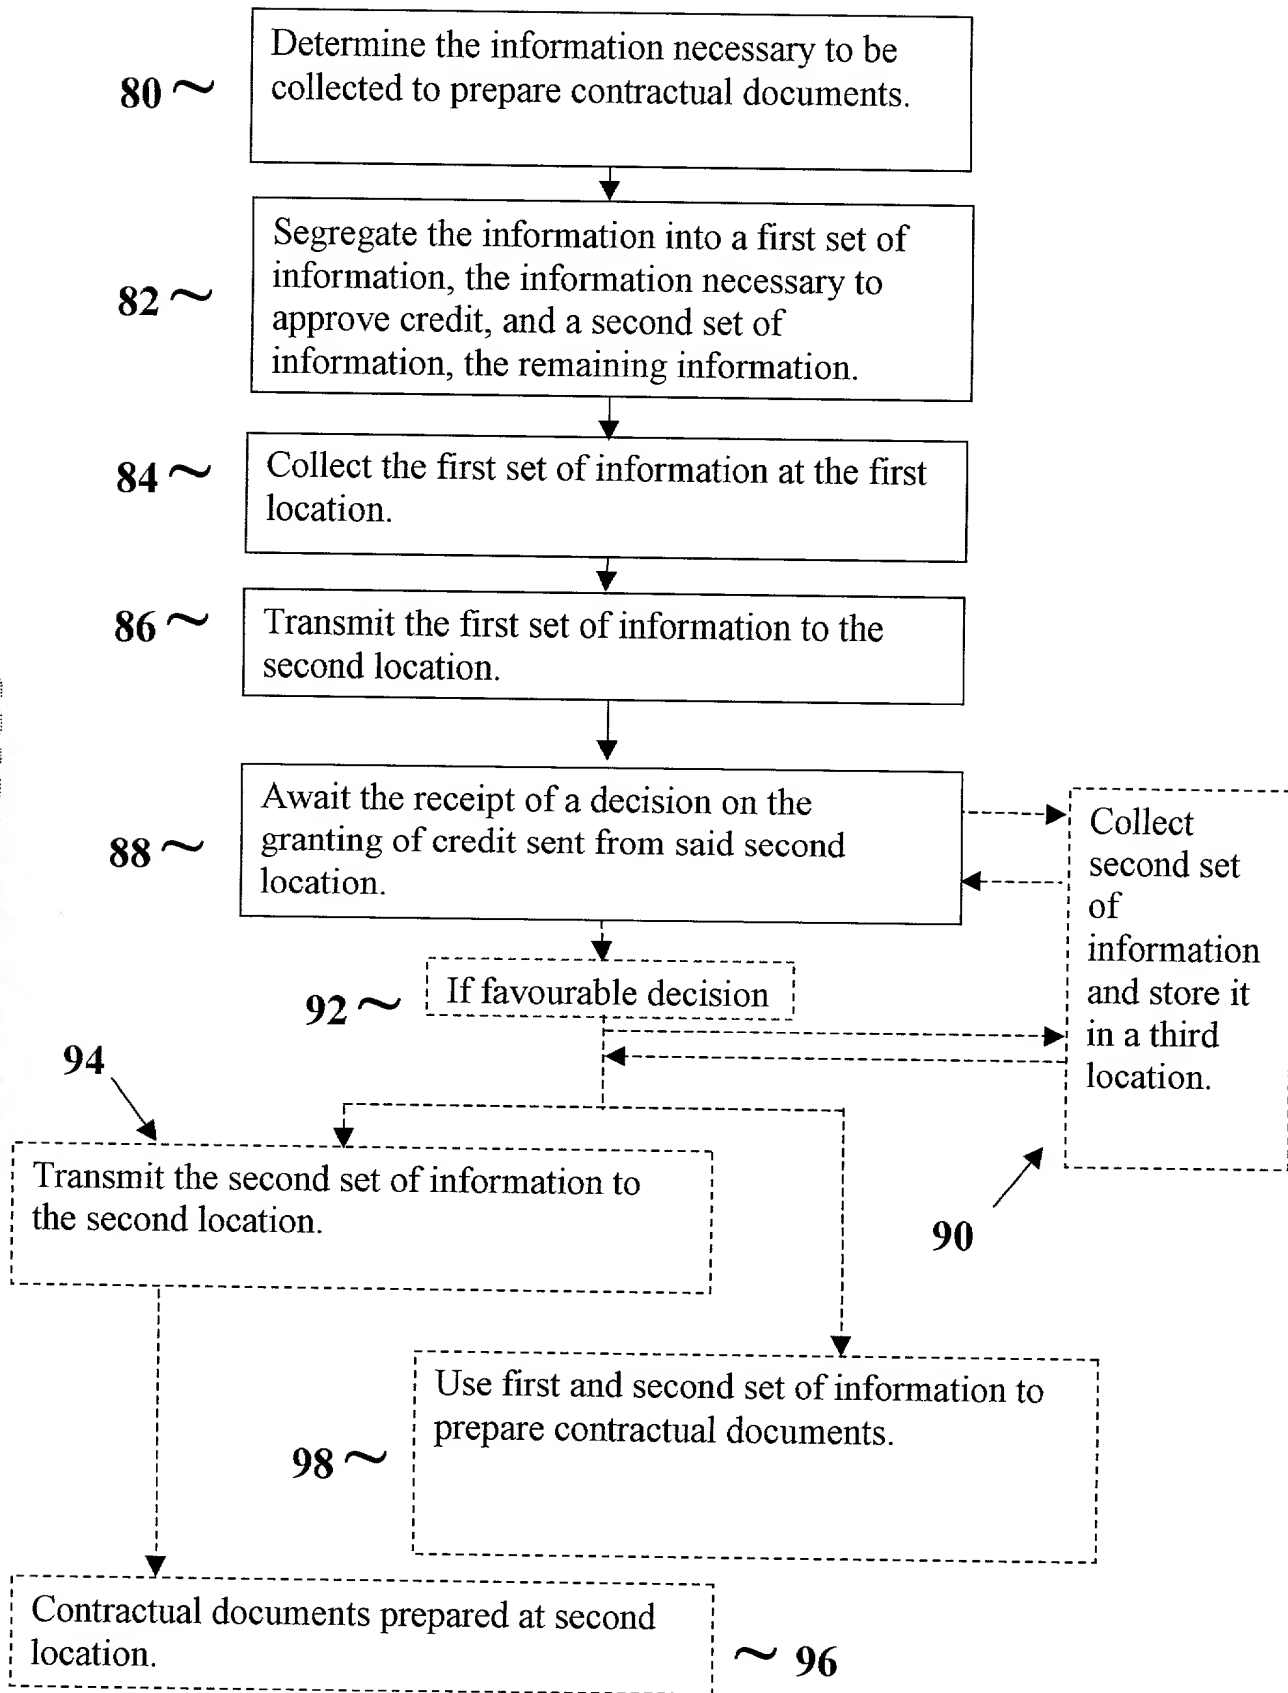 Determine the information necessary to be
collected to prepare contractual documents.
80 ~
Segregate the information into a first set of
information, the information necessary to
approve credit, and a second set of
information, the remaining information.
82 ~
Collect the first set of information at the first
location.
84 ~
Transmit the first set of information to the
second location.
86 ~
Await the receipt of a decision on the
granting of credit sent from said second
location.
88 ~
Collect
second set
of
information
and store it
in a third
location.
90
If favourable decision
92 ~
94
Transmit the second set of information to
the second location.
Use first and second set of information to
prepare contractual documents.
98 ~
Contractual documents prepared at second
location.
~ 96